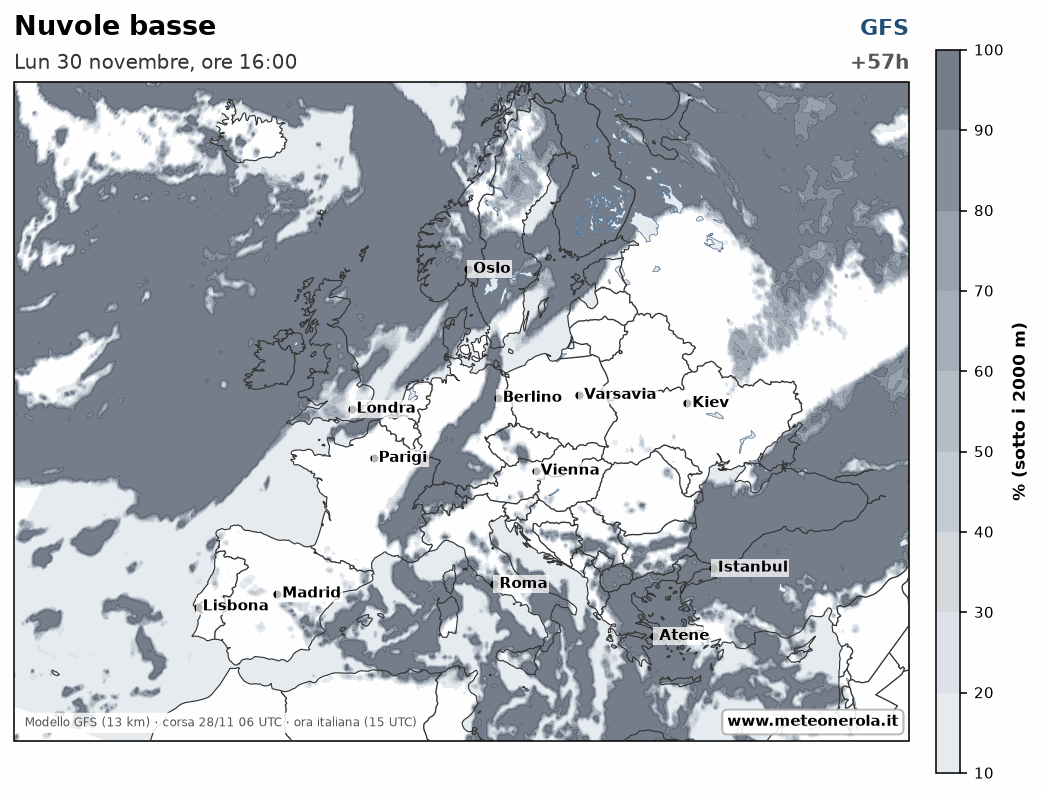 Nuvole basse
GFS
Lun 30 novembre, ore 16:00
+57h
Oslo
Londra
Berlino
Varsavia
Kiev
Parigi
Vienna
Istanbul
Roma
Madrid
Lisbona
Atene
Modello GFS (13 km) · corsa 28/11 06 UTC · ora italiana (15 UTC)
www.meteonerola.it
100
90
80
70
60
50
40
30
20
10
% (sotto i 2000 m)